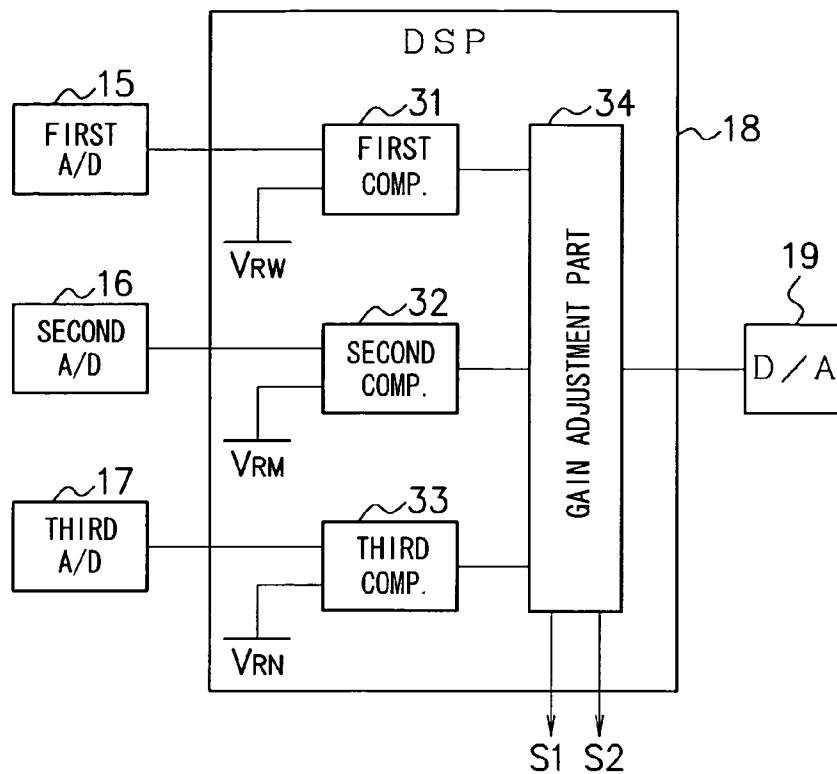 DSP
15
FIRST
A/D
31
FIRST
COMP.
VRW
34
GAIN ADJUSTMENT PART
18
16
SECOND
A/D
32
SECOND
COMP.
VRM
19
D/A
17
THIRD
A/D
33
THIRD
COMP.
VRN
S1 S2